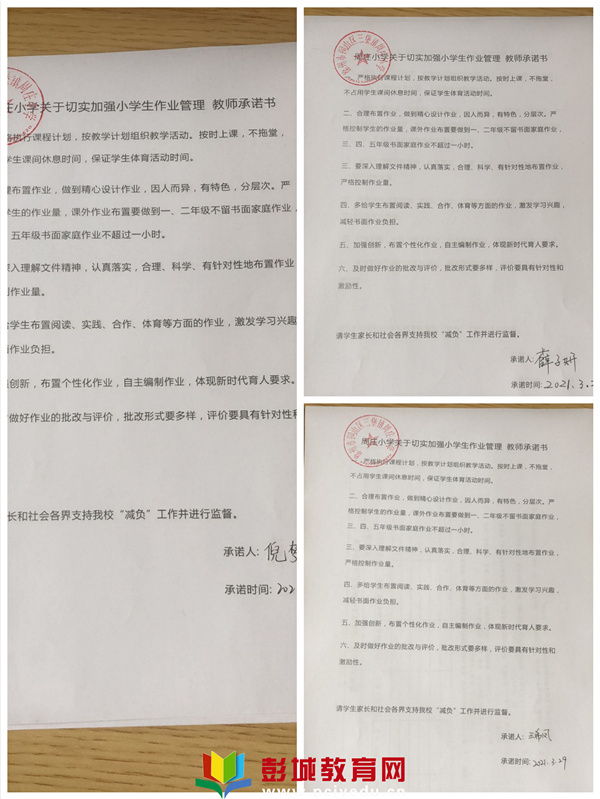 庄小学关于切实加强小学生作业管理 教师承诺书
执行课程计划，按教学计划组织教学活动。按时上课，不拖堂，
学生课间休息时间，保证学生体育活动时间。
理布置作业，做到精心设计作业，因人而异，有特色，分层次。严
学生的作业量，课外作业布置要做到一、二年级不留书面家庭作业，
五年级书面家庭作业不超过一小时。
深入理解文件精神，认真落实，合理、科学、有针对性地布置作业
作业量。
给学生布置阅读、实践、合作、体育等方面的作业，激发学习兴趣
作业负担。
创新，布置个性化作业，自主编制作业，体现新时代育人要求。
时做好作业的批改与评价，批改形式要多样，评价要具有针对性和
长和社会各界支持我校“减负”工作并进行监督。
承诺人：倪
承诺时间：202
周庄小学关于切实加强小学生作业管理 教师承诺书
一、严格执行课程计划，按教学计划组织教学活动。按时上课，不拖堂，
不占用学生课间休息时间，保证学生体育活动时间。
二、合理布置作业，做到精心设计作业，因人而异，有特色，分层次。严
格控制学生的作业量，课外作业布置要做到一、二年级不留书面家庭作业，
三、四、五年级书面家庭作业不超过一小时。
三、要深入理解文件精神，认真落实，合理、科学、有针对性地布置作业，
严格控制作业量。
四、多给学生布置阅读、实践、合作、体育等方面的作业，激发学习兴趣，
减轻书面作业负担。
五、加强创新，布置个性化作业，自主编制作业，体现新时代育人要求。
六、及时做好作业的批改与评价，批改形式要多样，评价要具有针对性和
激励性。
请学生家长和社会各界支持我校“减负”工作并进行监督。
承诺人：薛子妍
承诺时间：2021.3.2
周庄小学关于切实加强小学生作业管理 教师承诺书
一、严格执行课程计划，按教学计划组织教学活动。按时上课，不拖堂，
不占用学生课间休息时间，保证学生体育活动时间。
二、合理布置作业，做到精心设计作业，因人而异，有特色，分层次。严
格控制学生的作业量，课外作业布置要做到一、二年级不留书面家庭作业，
三、四、五年级书面家庭作业不超过一小时。
三、要深入理解文件精神，认真落实，合理、科学、有针对性地布置作业，
严格控制作业量。
四、多给学生布置阅读、实践、合作、体育等方面的作业，激发学习兴趣，
减轻书面作业负担。
五、加强创新，布置个性化作业，自主编制作业，体现新时代育人要求。
六、及时做好作业的批改与评价，批改形式要多样，评价要具有针对性和
激励性。
请学生家长和社会各界支持我校“减负”工作并进行监督。
承诺人：
承诺时间：2021.3.29
彭城教育网